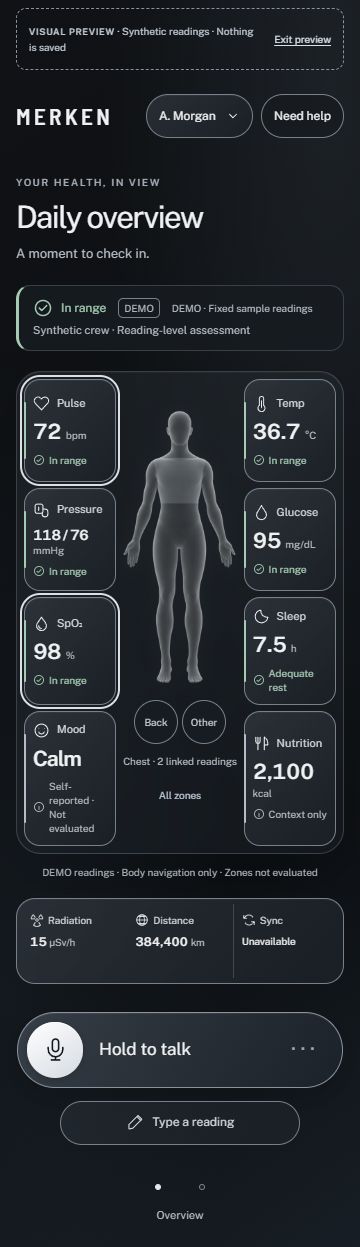 VISUAL PREVIEW · Synthetic readings · Nothing
is saved
Exit preview
MERKEN
A. Morgan
Need help
YOUR HEALTH, IN VIEW
Daily overview
A moment to check in.
In range DEMO DEMO · Fixed sample readings
Synthetic crew · Reading-level assessment
Pulse
72 bpm
In range
Temp
36.7 °C
In range
Pressure
118/76
mmHg
In range
Glucose
95 mg/dL
In range
SpO₂
98 %
In range
Sleep
7.5 h
Adequate
rest
Mood
Calm
Self-
reported ·
Not
evaluated
Back
Other
Chest · 2 linked readings
All zones
Nutrition
2,100
kcal
Context only
DEMO readings · Body navigation only · Zones not evaluated
Radiation
15 µSv/h
Distance
384,400 km
Sync
Unavailable
Hold to talk
Type a reading
Overview